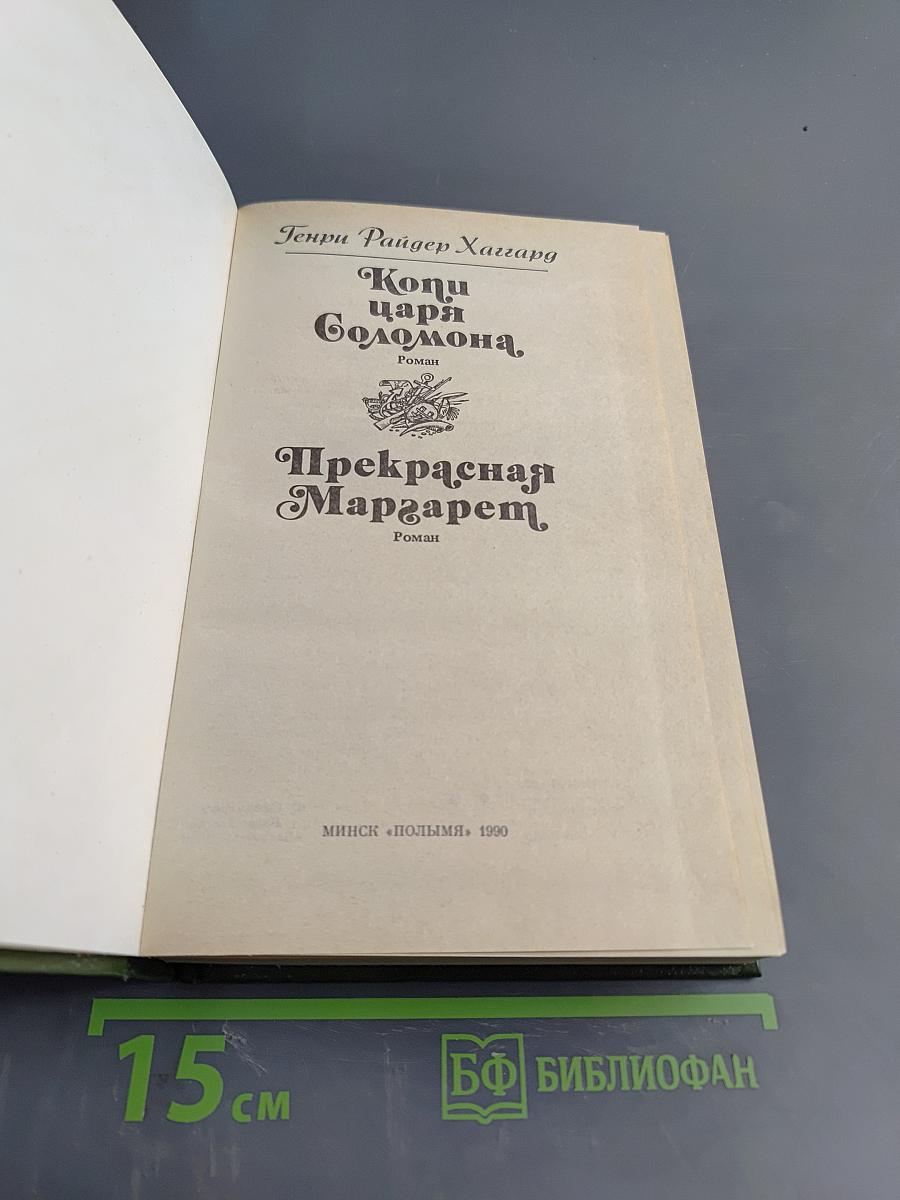 Генри Райдер Хаггард
Копи
царя
Соломона
Роман
Прекрасная
Маргарет
Роман
МИНСК «ПОЛЫМЯ» 1990
15 см
БФ БИБЛИОФАН